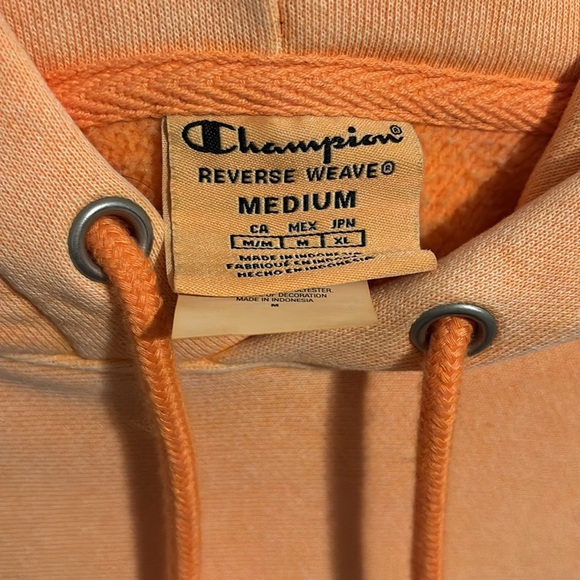 Champion®
REVERSE WEAVE®
MEDIUM
CA MEX JPN
M/M M XL
MADE IN INDONESIA
FABRIQUÉ EN INDONÉSIE
HECHO EN INDONESIA
OF DECORATION
MADE IN INDONESIA
M